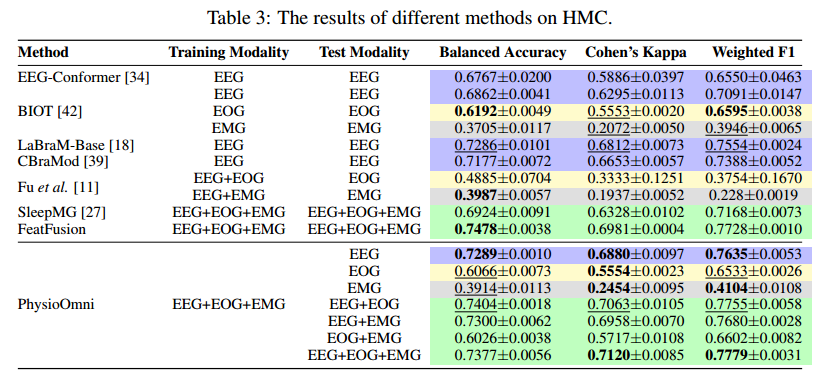 Table 3: The results of different methods on HMC.
Method Training Modality Test Modality Balanced Accuracy Cohen's Kappa Weighted F1
EEG-Conformer [34] EEG EEG 0.6767±0.0200 0.5886±0.0397 0.6550±0.0463
EEG EEG 0.6862±0.0041 0.6295±0.0113 0.7091±0.0147
BIOT [42] EOG EOG 0.6192±0.0049 0.5553±0.0020 0.6595±0.0038
EMG EMG 0.3705±0.0117 0.2072±0.0050 0.3946±0.0065
LaBraM-Base [18] EEG EEG 0.7286±0.0101 0.6812±0.0073 0.7554±0.0024
CBraMod [39] EEG EEG 0.7177±0.0072 0.6653±0.0057 0.7388±0.0052
Fu et al. [11] EEG+EOG EOG 0.4885±0.0704 0.3333±0.1251 0.3754±0.1670
EEG+EMG EMG 0.3987±0.0057 0.1937±0.0052 0.228±0.0019
SleepMG [27] EEG+EOG+EMG EEG+EOG+EMG 0.6924±0.0091 0.6328±0.0102 0.7168±0.0073
FeatFusion EEG+EOG+EMG EEG+EOG+EMG 0.7478±0.0038 0.6981±0.0004 0.7728±0.0010
EEG 0.7289±0.0010 0.6880±0.0097 0.7635±0.0053
EOG 0.6066±0.0073 0.5554±0.0023 0.6533±0.0026
EMG 0.3914±0.0113 0.2454±0.0095 0.4104±0.0108
PhysioOmni EEG+EOG+EMG EEG+EOG 0.7404±0.0018 0.7063±0.0105 0.7755±0.0058
EEG+EMG 0.7300±0.0062 0.6958±0.0070 0.7680±0.0028
EOG+EMG 0.6026±0.0038 0.5717±0.0108 0.6602±0.0082
EEG+EOG+EMG 0.7377±0.0056 0.7120±0.0085 0.7779±0.0031